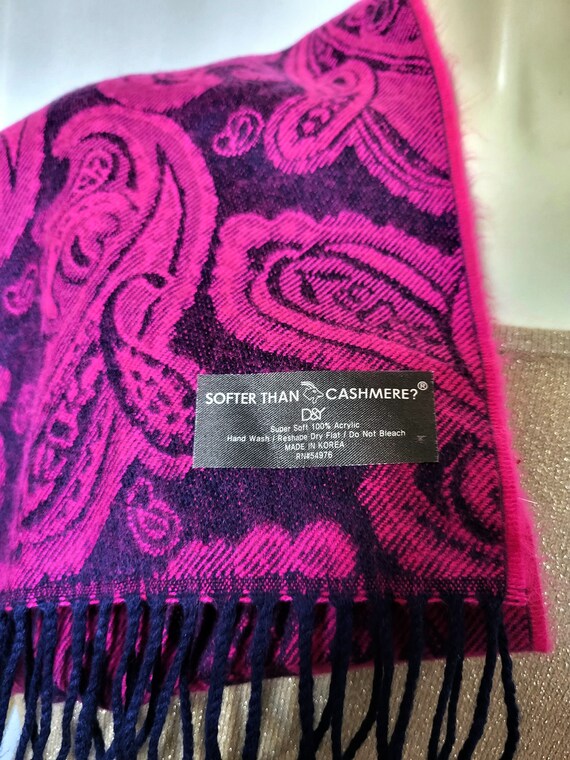 SOFTER THAN CASHMERE?®
D&Y
Super Soft 100% Acrylic
Hand Wash / Reshape Dry Flat / Do Not Bleach
MADE IN KOREA
RN#54976